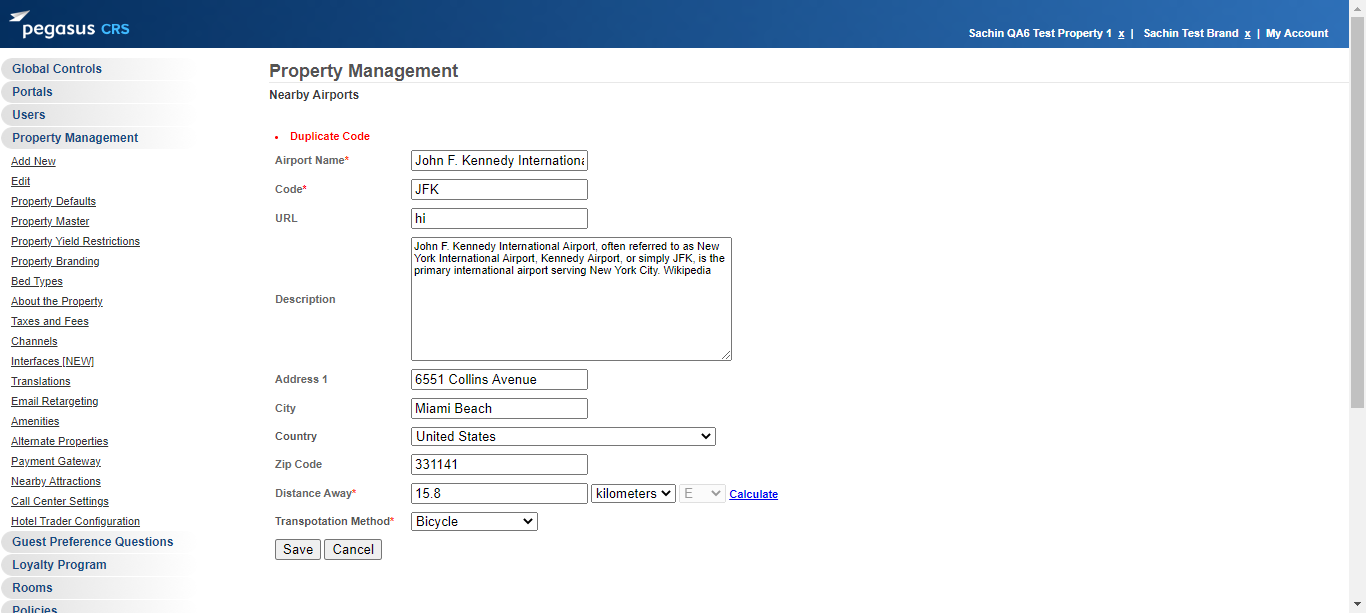 pegasus CRS
Sachin QA6 Test Property 1 x | Sachin Test Brand x | My Account
Global Controls
Portals
Users
Property Management
Add New
Edit
Property Defaults
Property Master
Property Yield Restrictions
Property Branding
Bed Types
About the Property
Taxes and Fees
Channels
Interfaces [NEW]
Translations
Email Retargeting
Amenities
Alternate Properties
Payment Gateway
Nearby Attractions
Call Center Settings
Hotel Trader Configuration
Guest Preference Questions
Loyalty Program
Rooms
Policies
Property Management
Nearby Airports
• Duplicate Code
Airport Name* John F. Kennedy Internationa
Code* JFK
URL hi
Description
John F. Kennedy International Airport, often referred to as New
York International Airport, Kennedy Airport, or simply JFK, is the
primary international airport serving New York City. Wikipedia
Address 1 6551 Collins Avenue
City Miami Beach
Country United States
Zip Code 331141
Distance Away* 15.8 kilometers E Calculate
Transpotation Method* Bicycle
Save Cancel